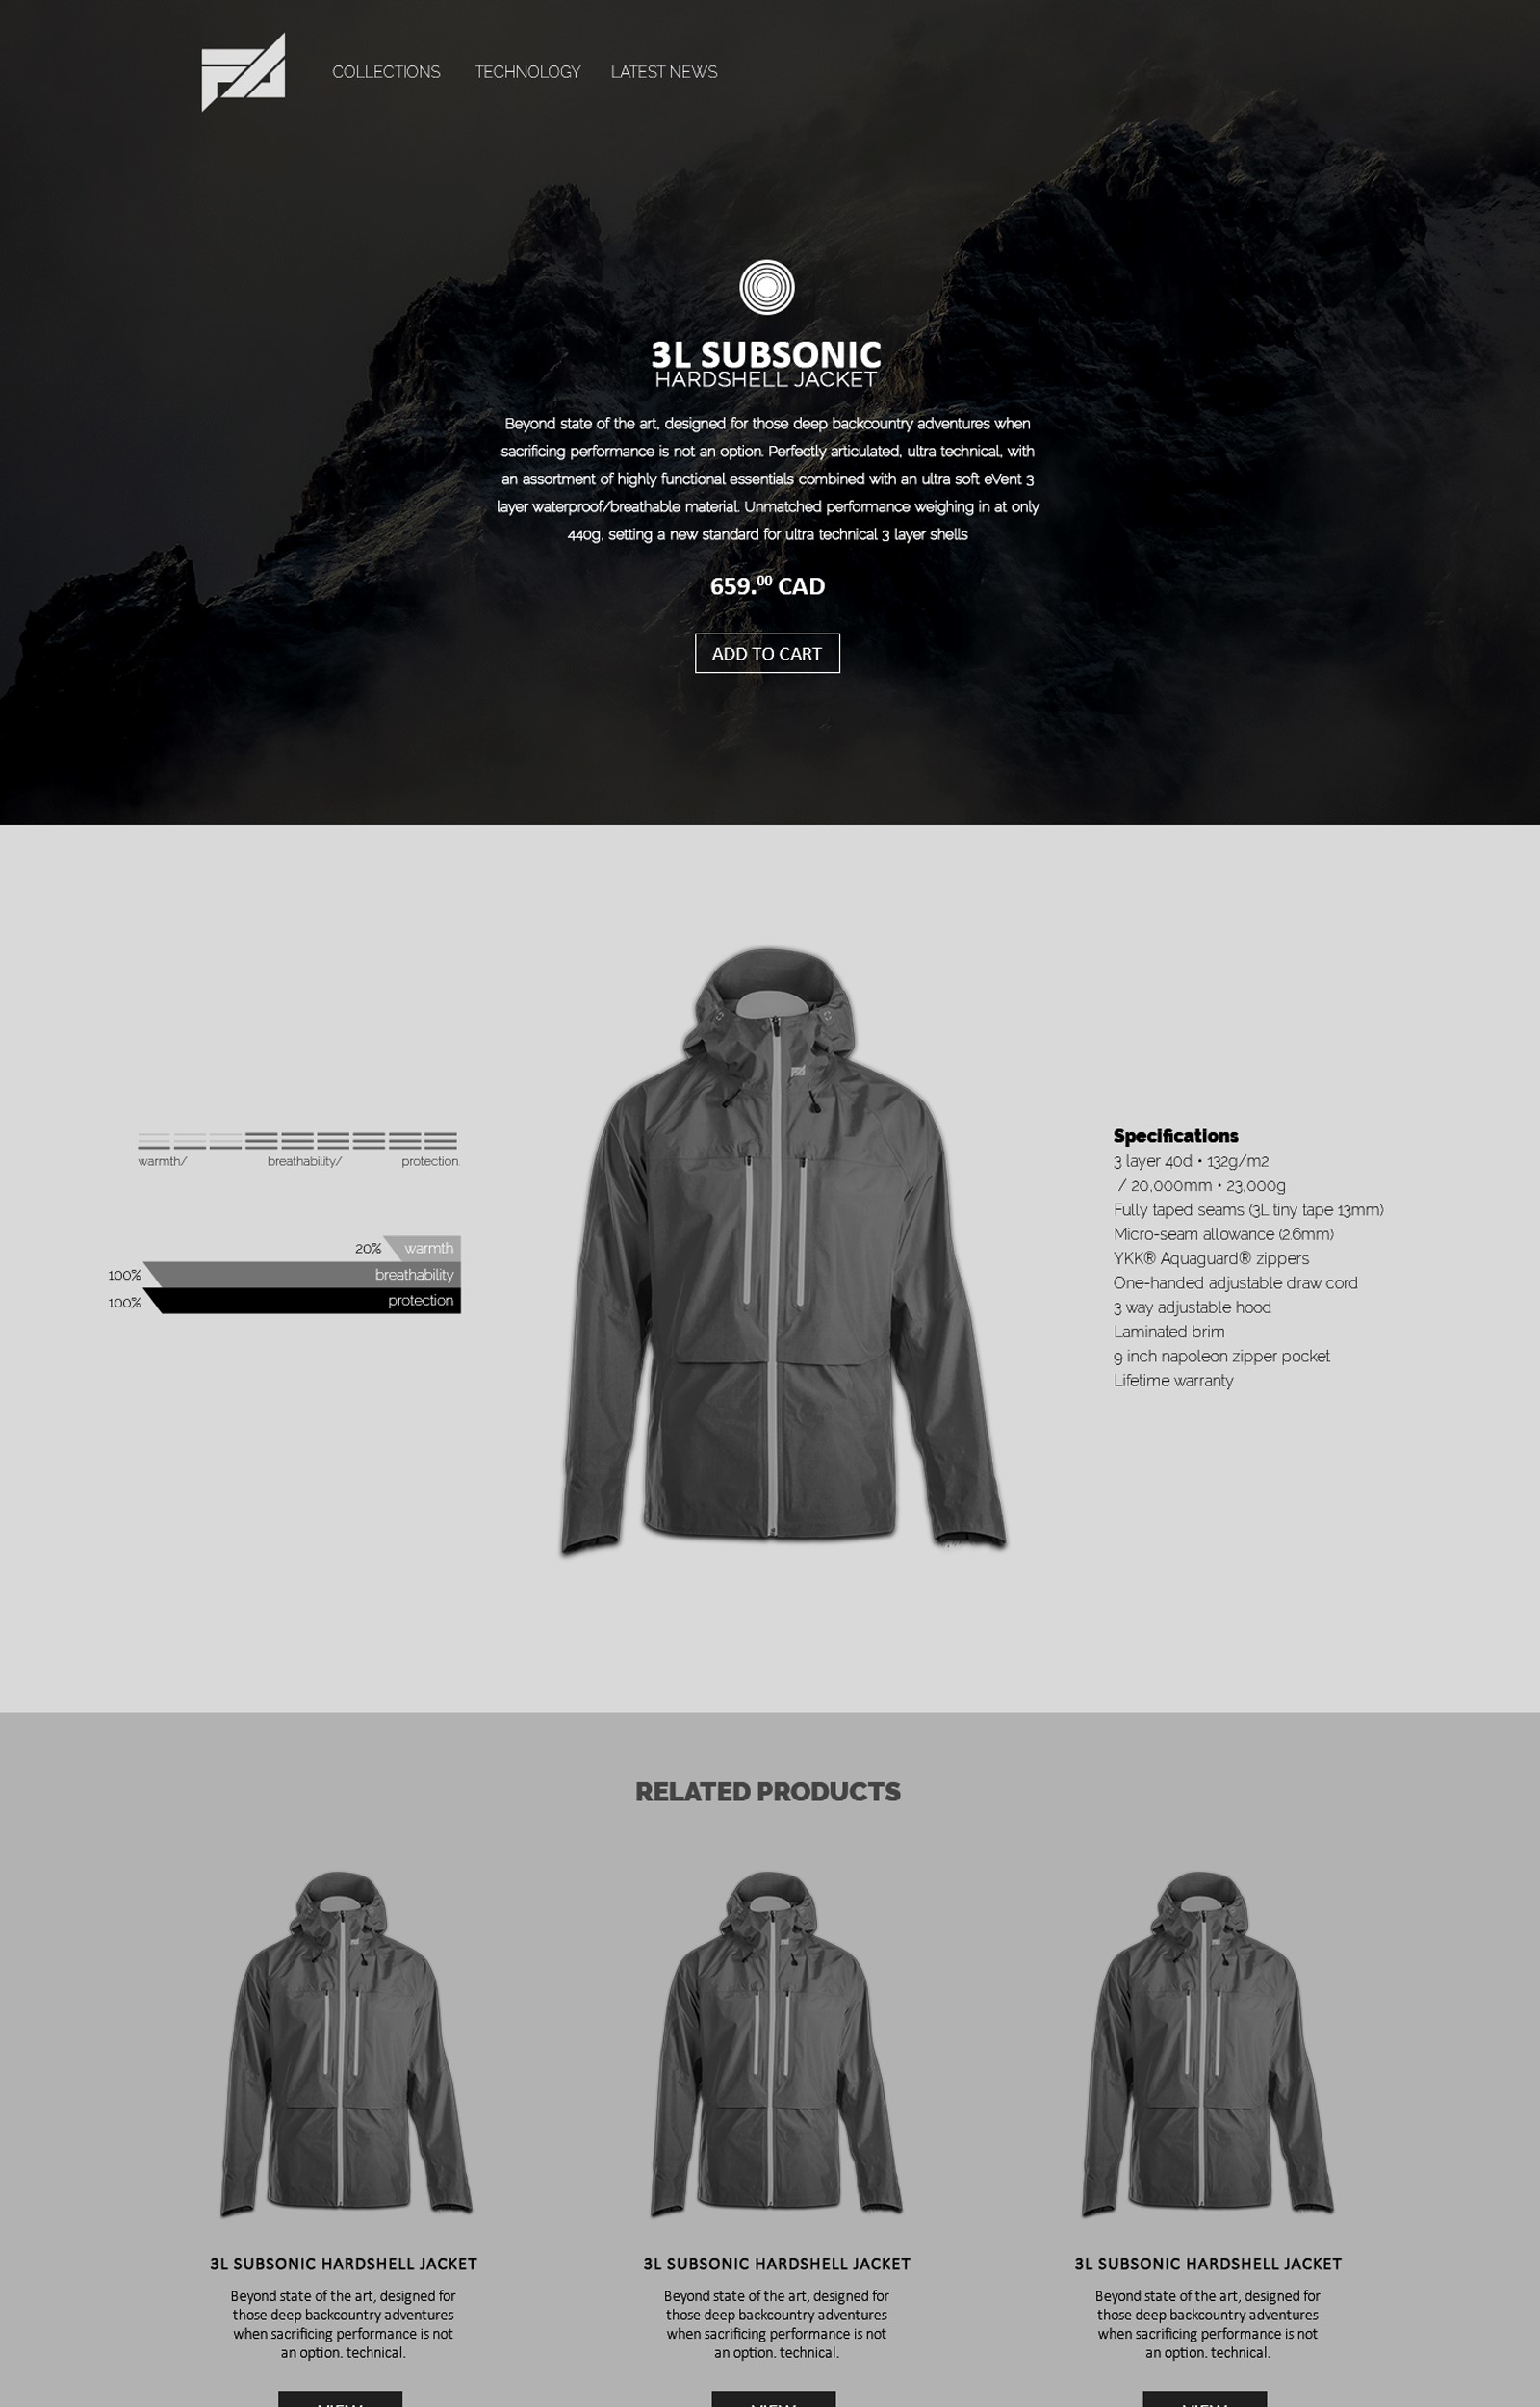 COLLECTIONS TECHNOLOGY LATEST NEWS
3L SUBSONIC
HARDSHELL JACKET
Beyond state of the art, designed for those deep backcountry adventures when
sacrificing performance is not an option. Perfectly articulated, ultra technical, with
an assortment of highly functional essentials combined with an ultra soft eVent 3
layer waterproof/breathable material. Unmatched performance weighing in at only
440g, setting a new standard for ultra technical 3 layer shells
659.00 CAD
ADD TO CART
warmth/ breathability/ protection.
20% warmth
100% breathability
100% protection
Specifications
3 layer 40d • 132g/m2
/ 20,000mm • 23,000g
Fully taped seams (3L tiny tape 13mm)
Micro-seam allowance (2.6mm)
YKK® Aquaguard® zippers
One-handed adjustable draw cord
3 way adjustable hood
Laminated brim
9 inch napoleon zipper pocket
Lifetime warranty
RELATED PRODUCTS
3L SUBSONIC HARDSHELL JACKET
Beyond state of the art, designed for
those deep backcountry adventures
when sacrificing performance is not
an option. technical.
VIEW
3L SUBSONIC HARDSHELL JACKET
Beyond state of the art, designed for
those deep backcountry adventures
when sacrificing performance is not
an option. technical.
VIEW
3L SUBSONIC HARDSHELL JACKET
Beyond state of the art, designed for
those deep backcountry adventures
when sacrificing performance is not
an option. technical.
VIEW